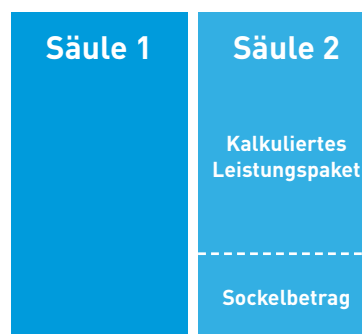 Säule 1
Säule 2
Kalkuliertes
Leistungspaket
Sockelbetrag